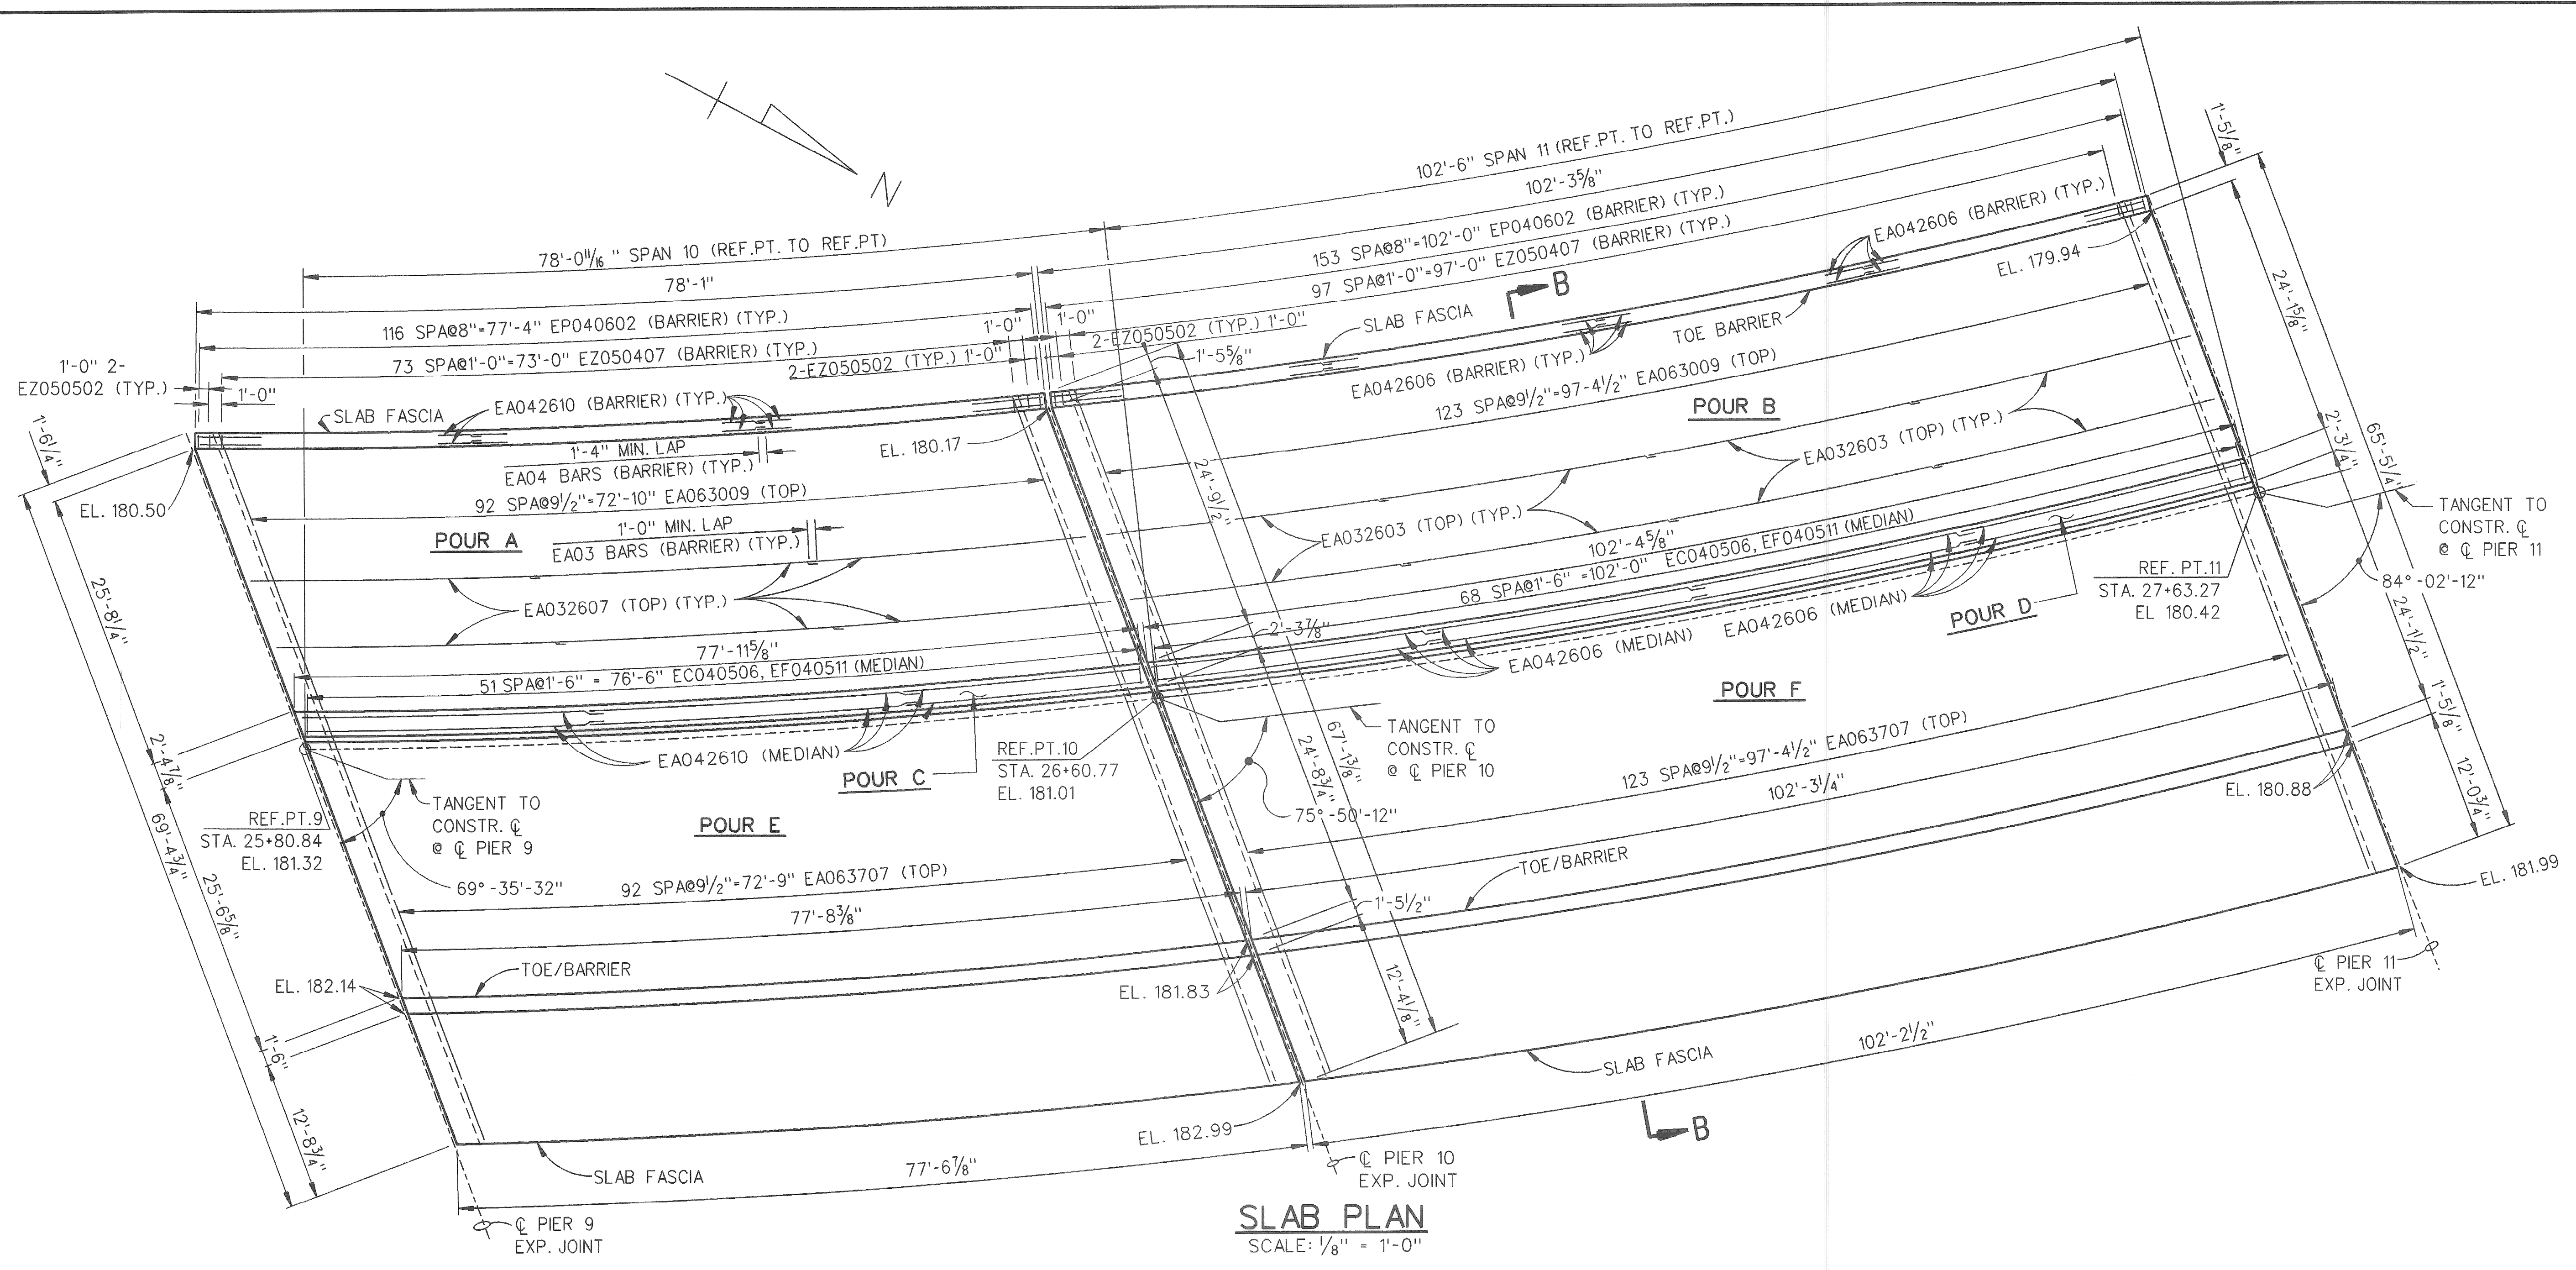 N
102'-6" SPAN 11 (REF.PT. TO REF.PT.)
102'-3⅝"
153 SPA@8"=102'-0" EP040602 (BARRIER) (TYP.)
97 SPA@1'-0"=97'-0" EZ050407 (BARRIER) (TYP.)
1'-5⅛"
78'-0¹¹⁄₁₆ " SPAN 10 (REF.PT. TO REF.PT)
78'-1"
116 SPA@8"=77'-4" EP040602 (BARRIER) (TYP.)
73 SPA@1'-0"=73'-0" EZ050407 (BARRIER) (TYP.)
1'-0"
1'-0"
2-EZ050502 (TYP.) 1'-0"
2-EZ050502 (TYP.) 1'-0"
1'-5⅝"
1'-0" 2-
EZ050502 (TYP.)
1'-0"
SLAB FASCIA
EA042610 (BARRIER) (TYP.)
1'-4" MIN. LAP
EA04 BARS (BARRIER) (TYP.)
92 SPA@9½"=72'-10" EA063009 (TOP)
EL. 180.17
1'-6¼"
EL. 180.50
POUR A
1'-0" MIN. LAP
EA03 BARS (BARRIER) (TYP.)
EA032607 (TOP) (TYP.)
77'-11⅝"
51 SPA@1'-6" = 76'-6" EC040506, EF040511 (MEDIAN)
EA042610 (MEDIAN)
POUR C
REF.PT.10
STA. 26+60.77
EL. 181.01
25'-8¼"
2'-4⅞"
69'-4¾"
25'-6⅝"
1'-6"
12'-8¾"
REF.PT.9
STA. 25+80.84
EL. 181.32
TANGENT TO
CONSTR. ℄
@ ℄ PIER 9
69°-35'-32"
POUR E
92 SPA@9½"=72'-9" EA063707 (TOP)
77'-8⅜"
TOE/BARRIER
EL. 182.14
EL. 181.83
EL. 182.99
SLAB FASCIA
77'-6⅞"
℄ PIER 9
EXP. JOINT
℄ PIER 10
EXP. JOINT
B
SLAB FASCIA
EA042606 (BARRIER) (TYP.)
EL. 179.94
TOE BARRIER
EA042606 (BARRIER) (TYP.)
123 SPA@9½"=97-4½" EA063009 (TOP)
POUR B
EA032603 (TOP) (TYP.)
EA032603 (TOP) (TYP.)
24'-9½"
2'-3⅞"
102'-4⅝"
68 SPA@1'-6" =102'-0" EC040506, EF040511 (MEDIAN)
EA042606 (MEDIAN)
EA042606 (MEDIAN)
POUR D
REF. PT.11
STA. 27+63.27
EL 180.42
24'-1⅝"
2'-3¼"
65'-5¼"
TANGENT TO
CONSTR. ℄
@ ℄ PIER 11
84°-02'-12"
24'-1½"
1'-5⅛"
12'-0¾"
POUR F
TANGENT TO
CONSTR. ℄
@ ℄ PIER 10
75°-50'-12"
67'-1⅜"
24'-8¾"
1'-5½"
12'-4⅛"
123 SPA@9½"=97'-4½" EA063707 (TOP)
102'-3¼"
TOE/BARRIER
EL. 180.88
EL. 181.99
℄ PIER 11
EXP. JOINT
102'-2½"
SLAB FASCIA
B
SLAB PLAN
SCALE: ⅛" = 1'-0"